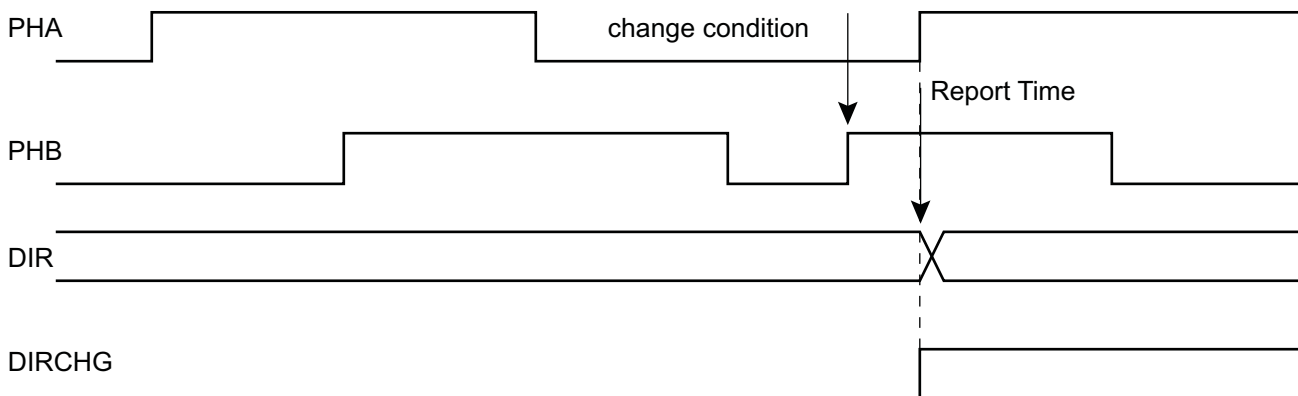 PHA
change condition
Report Time
PHB
DIR
DIRCHG